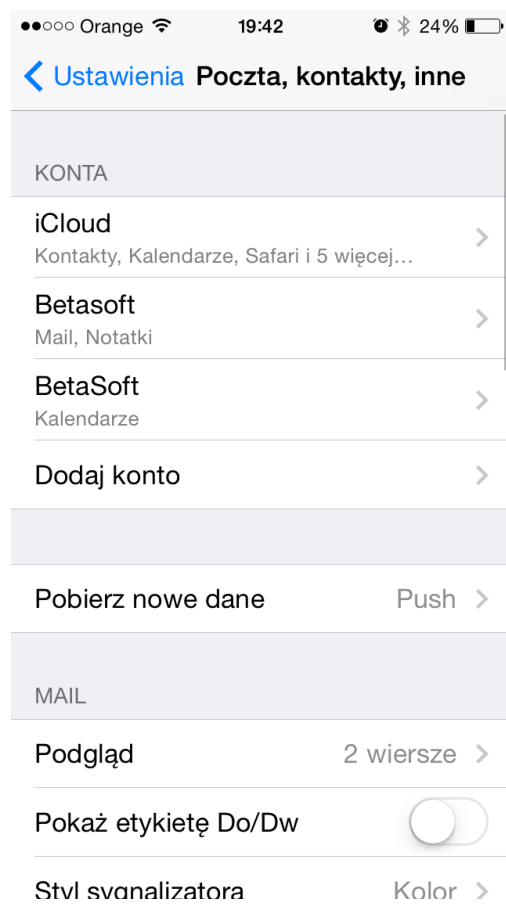 Orange 19:42 24%
Ustawienia Poczta, kontakty, inne
KONTA
iCloud
Kontakty, Kalendarze, Safari i 5 więcej...
Betasoft
Mail, Notatki
BetaSoft
Kalendarze
Dodaj konto
Pobierz nowe dane Push
MAIL
Podgląd 2 wiersze
Pokaż etykietę Do/Dw
Styl sygnalizatora Kolor